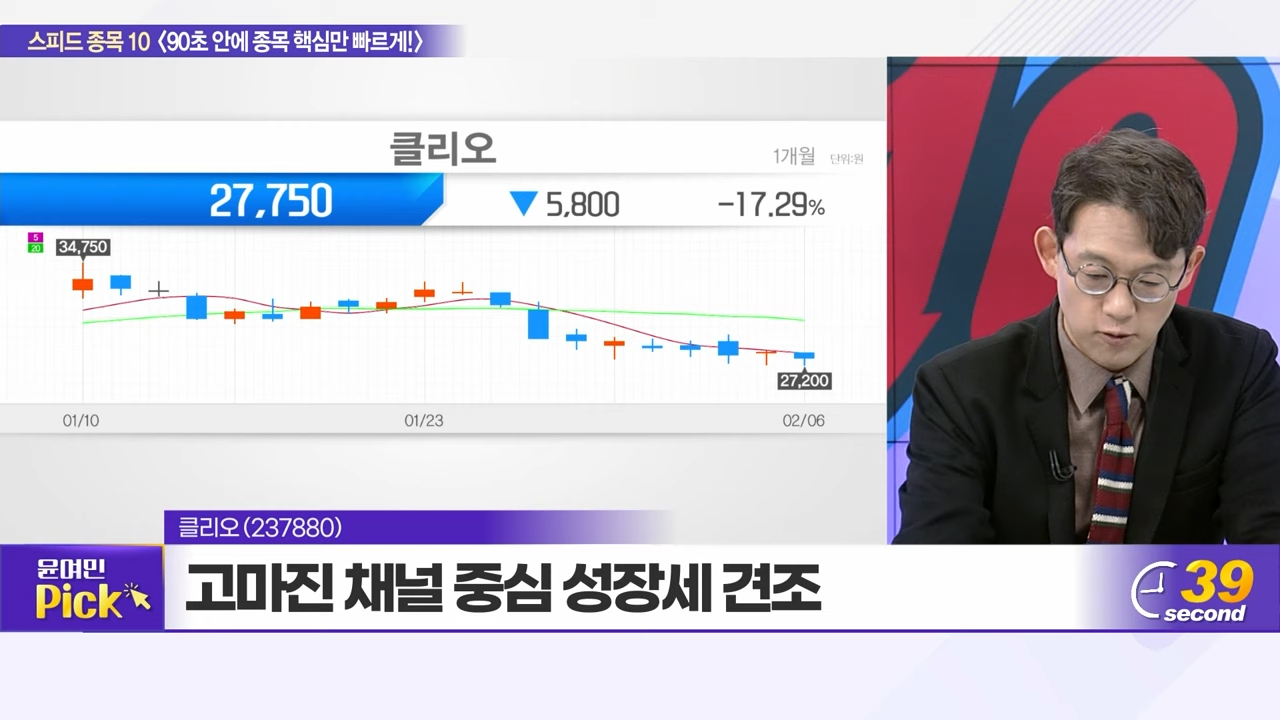 스피드 종목 10 〈90초 안에 종목 핵심만 빠르게!〉
클리오
1개월 단위:원
27,750 ▼5,800 -17.29%
5
20
34,750
27,200
01/10 01/23 02/06
클리오(237880)
윤여민
Pick
고마진 채널 중심 성장세 견조
39
second